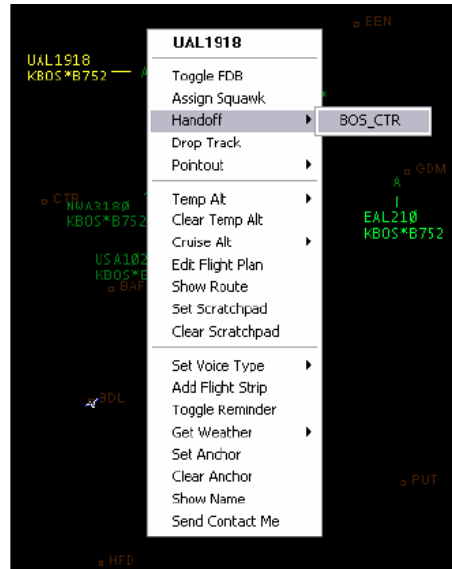 EEN
UAL1918
KBOS*B752
UAL1918
Toggle FDB
Assign Squawk
Handoff
BOS_CTR
Drop Track
Pointout
GDM
A
CTR
NWA3180
KBOS*B752
Temp Alt
Clear Temp Alt
EAL210
KBOS*B752
Cruise Alt
Edit Flight Plan
USA102
KBOS*B
BAF
Show Route
Set Scratchpad
Clear Scratchpad
Set Voice Type
Add Flight Strip
BDL
Toggle Reminder
Get Weather
Set Anchor
Clear Anchor
PUT
Show Name
Send Contact Me
HFD